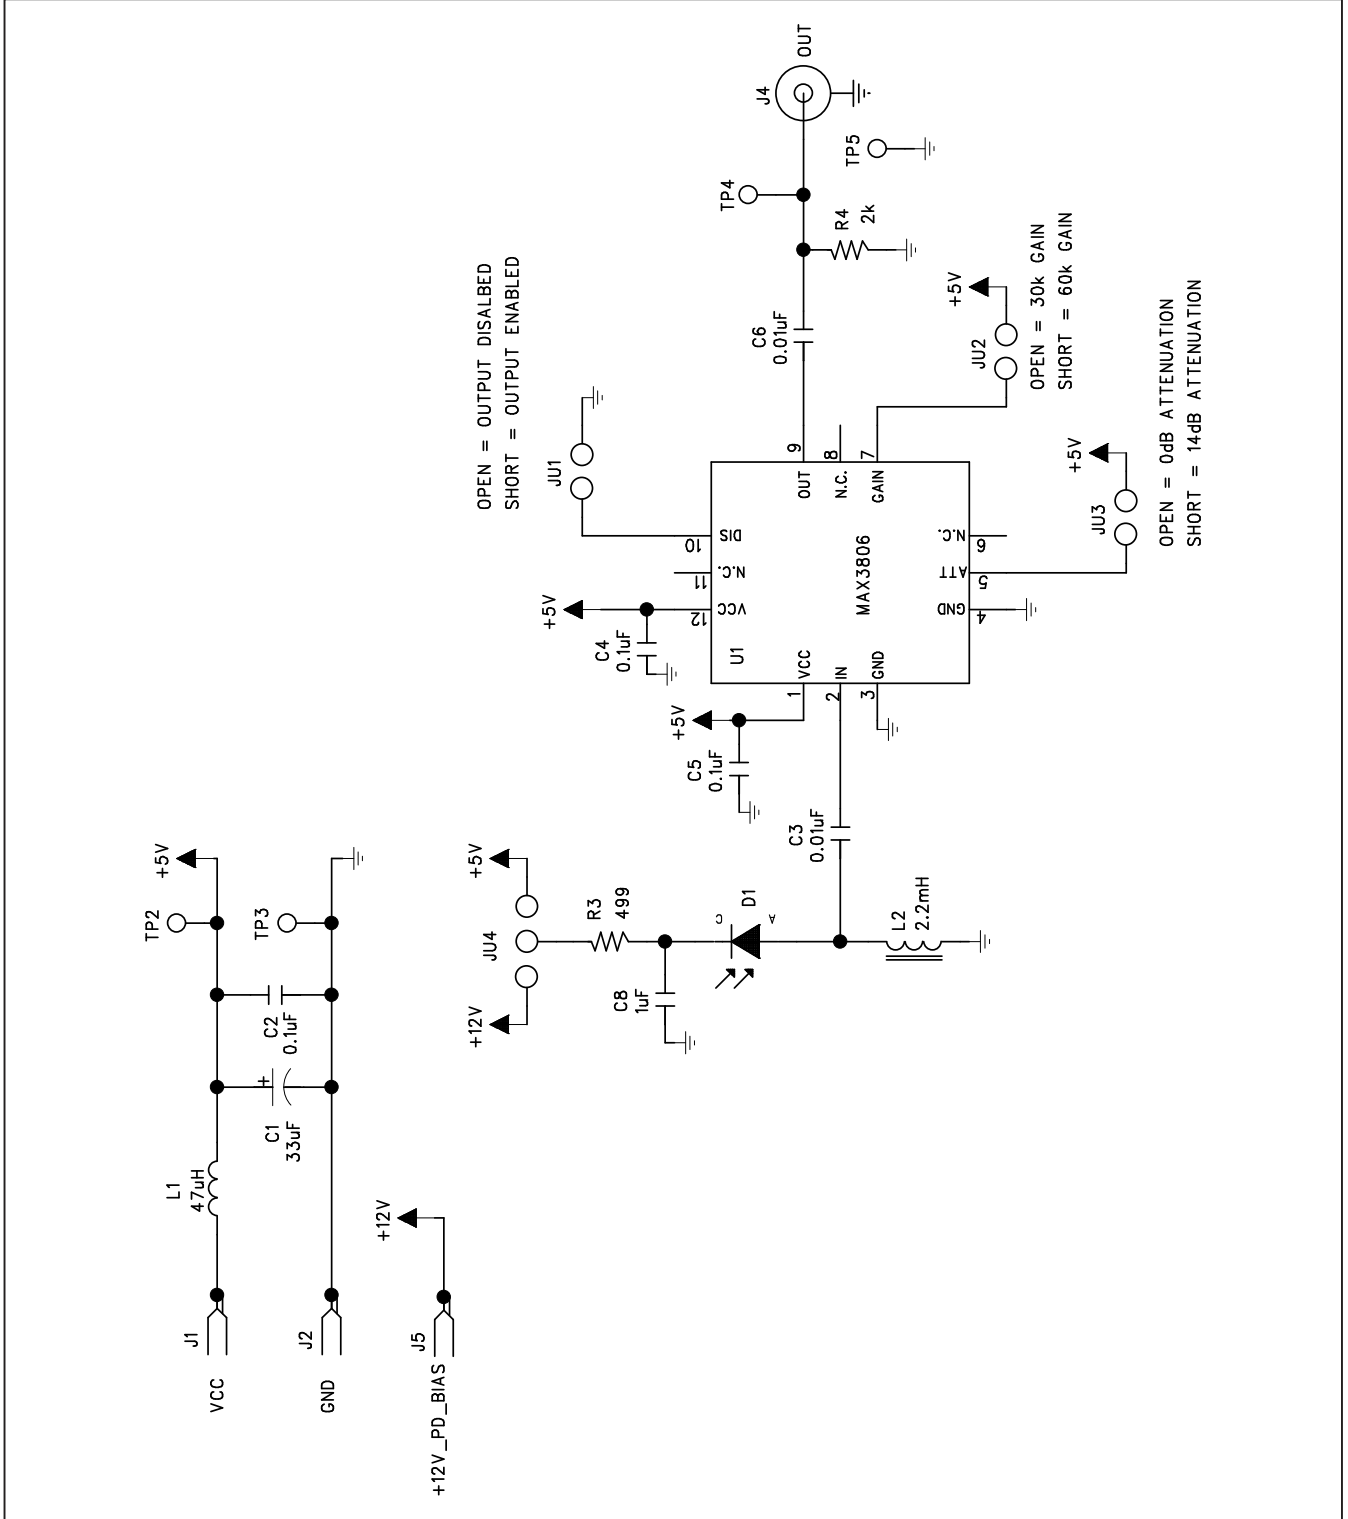 VCC
J1
L1
47uH
C1
33uF
+
C2
0.1uF
TP2
+5V
GND
J2
TP3
+12V_PD_BIAS
J5
+12V
+12V
JU4
+5V
R3
499
C8
1uF
C
D1
A
L2
2.2mH
C3
0.01uF
+5V
C5
0.1uF
+5V
C4
0.1uF
U1
MAX3806
1
VCC
2
IN
3
GND
4
GND
5
ATT
6
N.C.
7
GAIN
8
N.C.
9
OUT
10
DIS
11
N.C.
12
VCC
JU1
OPEN = OUTPUT DISALBED
SHORT = OUTPUT ENABLED
C6
0.01uF
R4
2k
TP4
TP5
J4
OUT
JU2
+5V
OPEN = 30k GAIN
SHORT = 60k GAIN
JU3
+5V
OPEN = 0dB ATTENUATION
SHORT = 14dB ATTENUATION